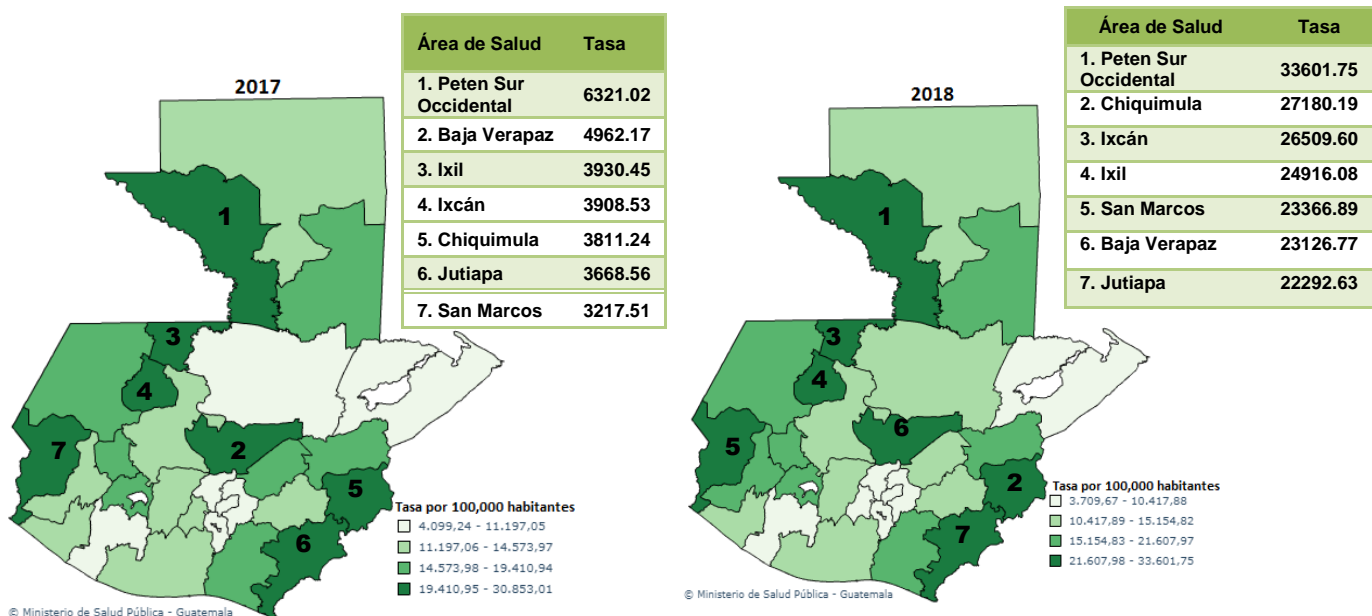 2017
Área de Salud Tasa
1. Peten Sur
Occidental 6321.02
2. Baja Verapaz 4962.17
3. Ixil 3930.45
4. Ixcán 3908.53
5. Chiquimula 3811.24
6. Jutiapa 3668.56
7. San Marcos 3217.51
1
3
4
7
2
5
6
Tasa por 100,000 habitantes
4.099,24 - 11.197,05
11.197,06 - 14.573,97
14.573,98 - 19.410,94
19.410,95 - 30.853,01
© Ministerio de Salud Pública - Guatemala
2018
Área de Salud Tasa
1. Peten Sur
Occidental 33601.75
2. Chiquimula 27180.19
3. Ixcán 26509.60
4. Ixil 24916.08
5. San Marcos 23366.89
6. Baja Verapaz 23126.77
7. Jutiapa 22292.63
1
3
4
6
5
2
7
Tasa por 100,000 habitantes
3.709,67 - 10.417,88
10.417,89 - 15.154,82
15.154,83 - 21.607,97
21.607,98 - 33.601,75
© Ministerio de Salud Pública - Guatemala